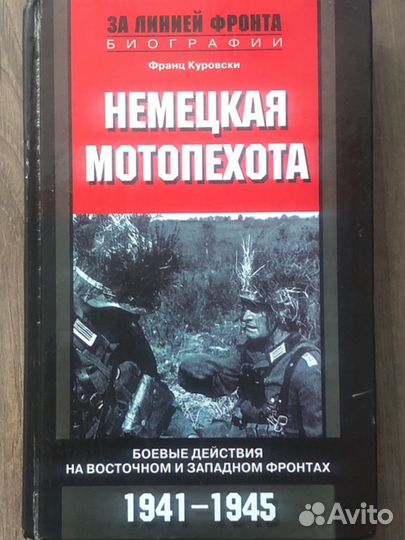 ЗА ЛИНИЕЙ ФРОНТА
БИОГРАФИИ
Франц Куровски
НЕМЕЦКАЯ
МОТОПЕХОТА
БОЕВЫЕ ДЕЙСТВИЯ
НА ВОСТОЧНОМ И ЗАПАДНОМ ФРОНТАХ
1941–1945
Avito